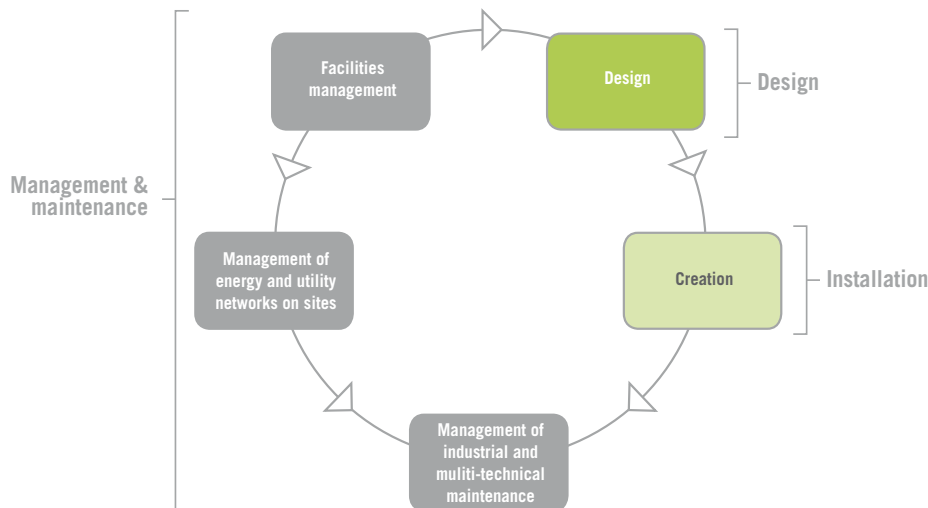 Facilities
management
Design
Design
Management &
maintenance
Management of
energy and utility
networks on sites
Creation
Installation
Management of
industrial and
muliti-technical
maintenance